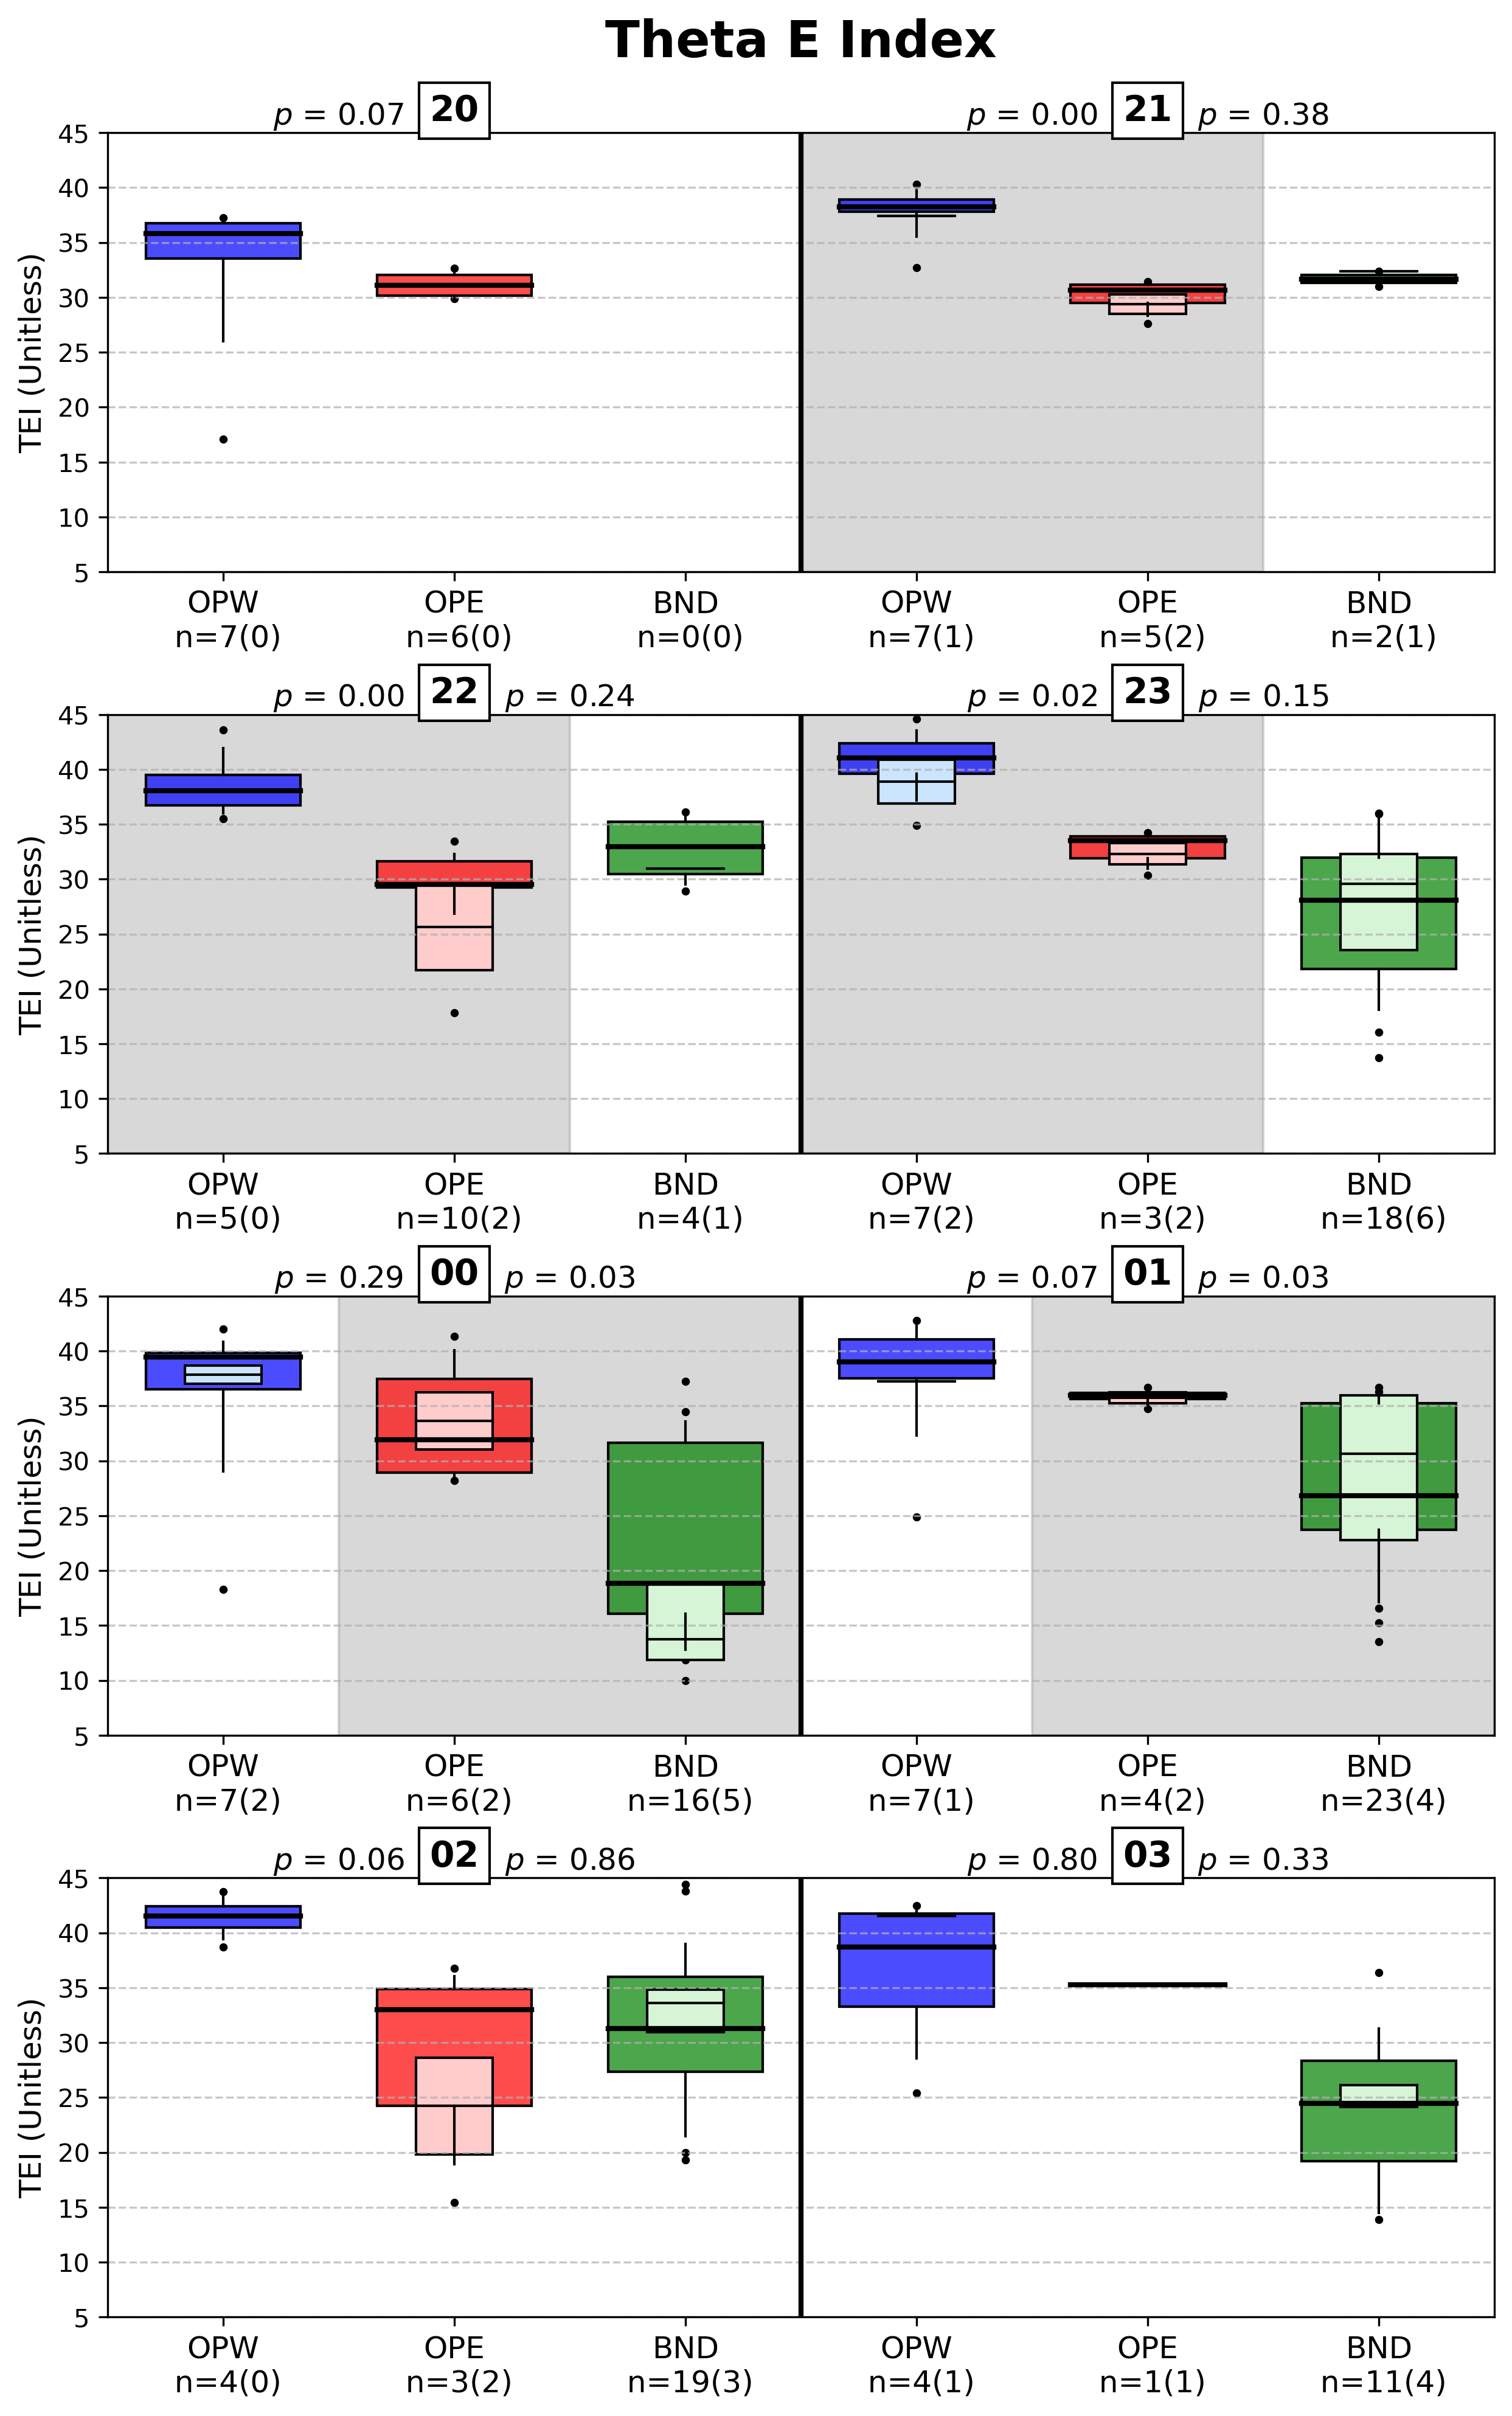 Theta E Index
p = 0.07 20
p = 0.00 21 p = 0.38
TEI (Unitless)
45
40
35
30
25
20
15
10
5
OPW OPE BND OPW OPE BND
n=7(0) n=6(0) n=0(0) n=7(1) n=5(2) n=2(1)
p = 0.00 22 p = 0.24
p = 0.02 23 p = 0.15
TEI (Unitless)
45
40
35
30
25
20
15
10
5
OPW OPE BND OPW OPE BND
n=5(0) n=10(2) n=4(1) n=7(2) n=3(2) n=18(6)
p = 0.29 00 p = 0.03
p = 0.07 01 p = 0.03
TEI (Unitless)
45
40
35
30
25
20
15
10
5
OPW OPE BND OPW OPE BND
n=7(2) n=6(2) n=16(5) n=7(1) n=4(2) n=23(4)
p = 0.06 02 p = 0.86
p = 0.80 03 p = 0.33
TEI (Unitless)
45
40
35
30
25
20
15
10
5
OPW OPE BND OPW OPE BND
n=4(0) n=3(2) n=19(3) n=4(1) n=1(1) n=11(4)